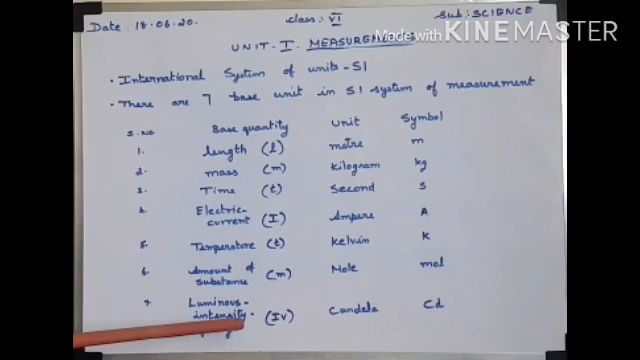 Date: 18.06.20. Class: VI Sub: SCIENCE
Made with KINEMASTER
UNIT-I MEASUREMENTS
• International System of units-SI
• There are 7 base unit in SI system of measurement
S.No Base quantity Unit Symbol
1. length (l) metre m
2. mass (m) kilogram kg
3. Time (t) Second s
4. Electric-
current (I) Ampere A
5. Temperature (t) kelvin K
6. Amount of
substance (m) Mole mol
7 Luminous-
intensity- (Iv) Candela Cd